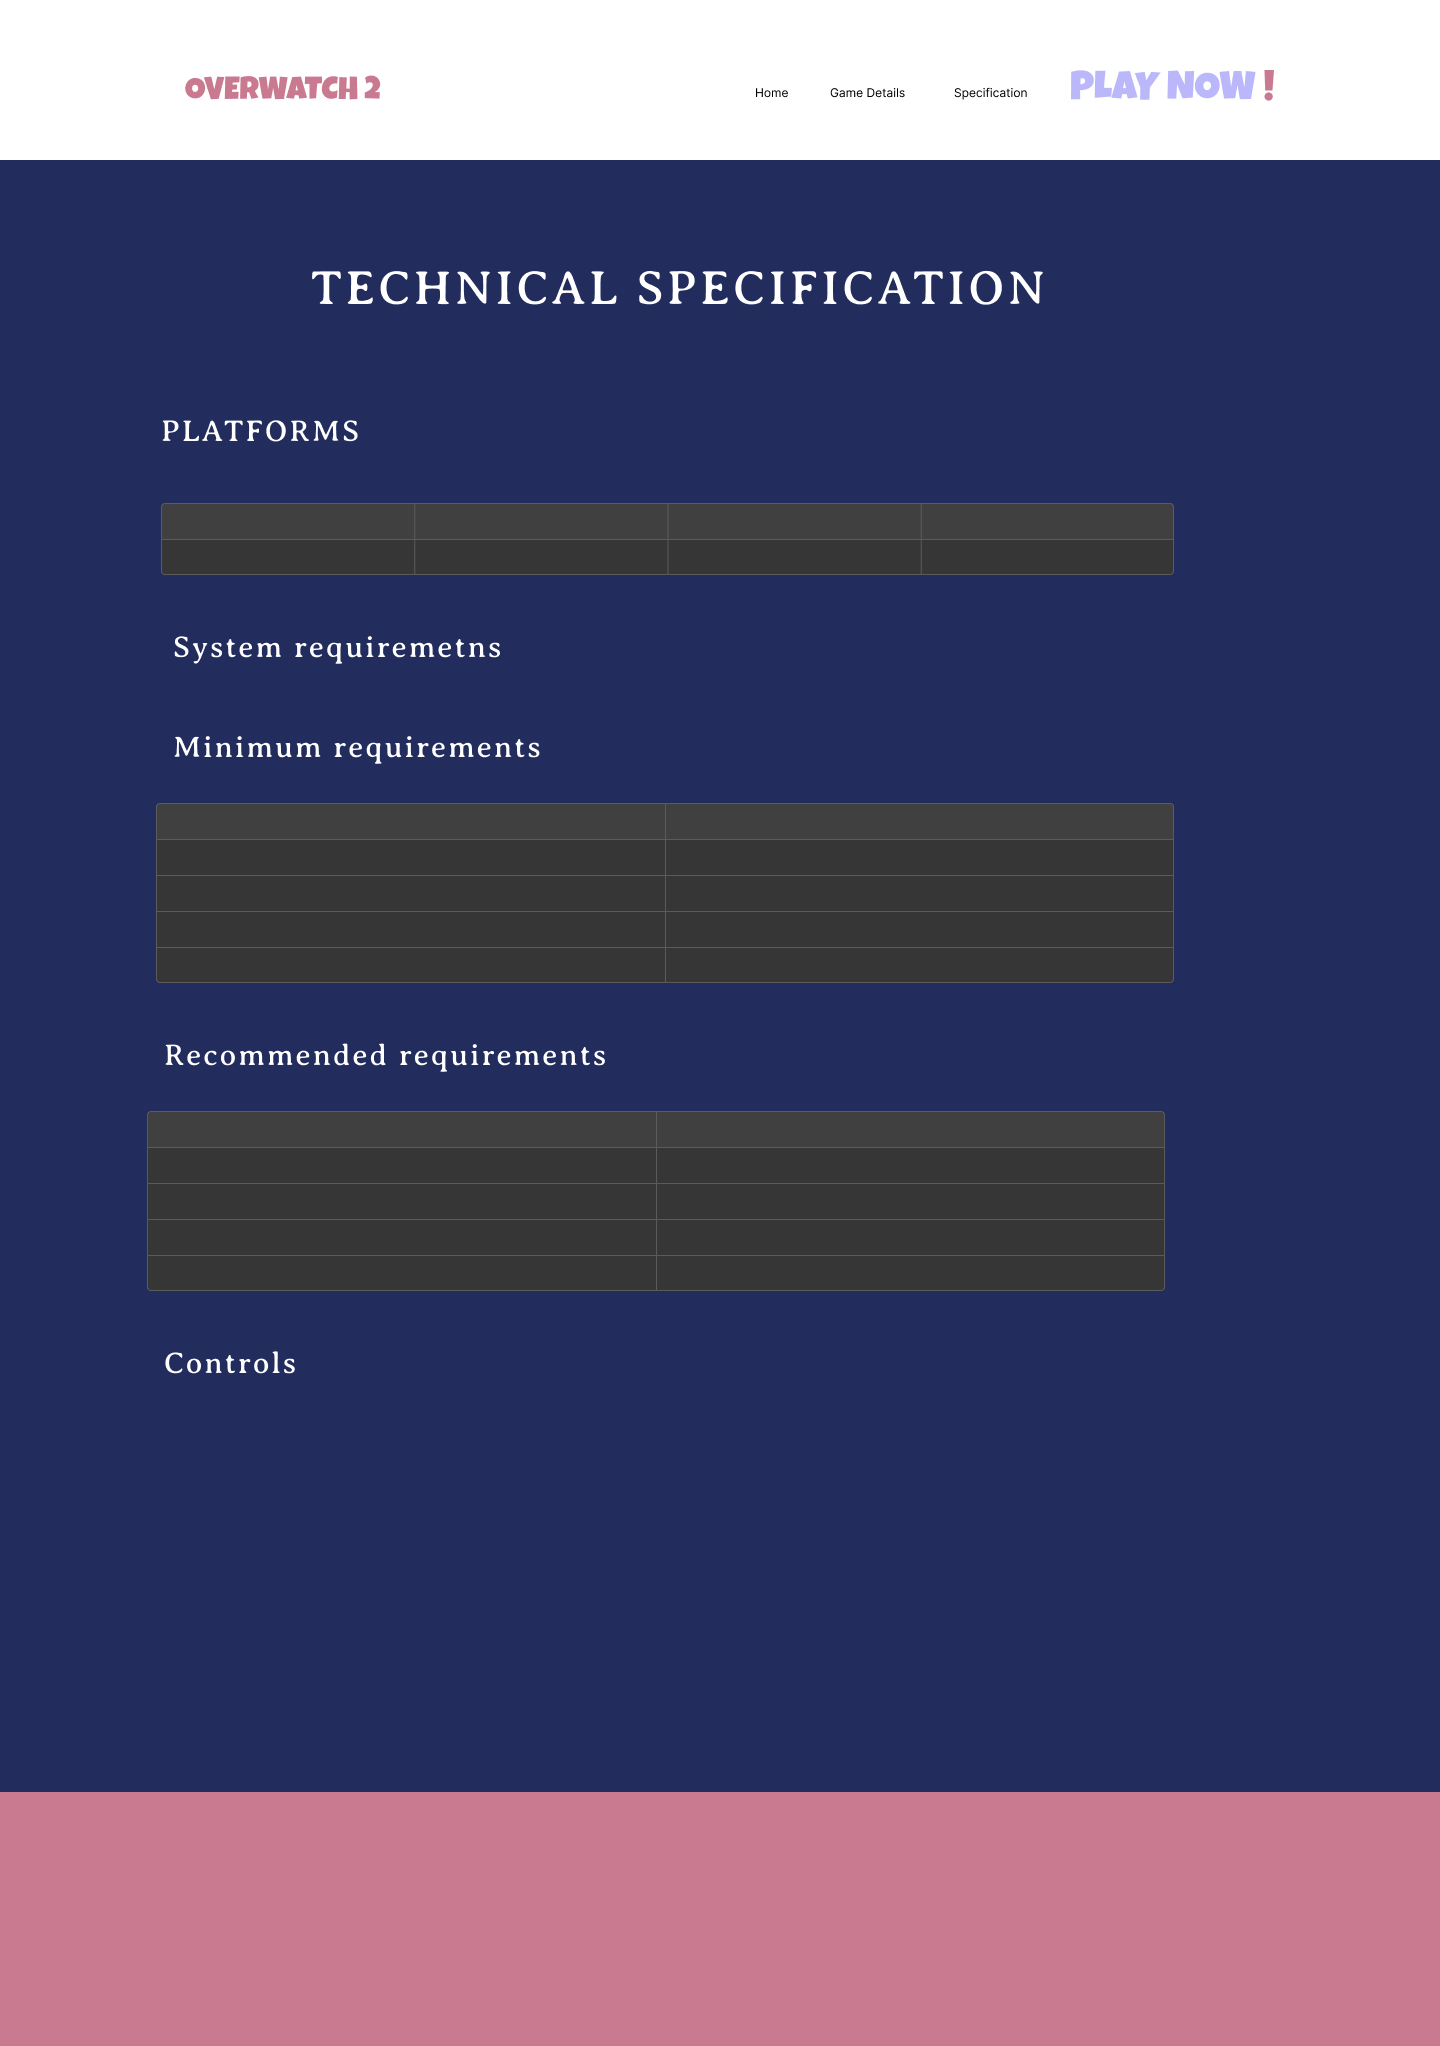 OVERWATCH 2
Home Game Details Specification PLAY NOW !
TECHNICAL SPECIFICATION
PLATFORMS
System requiremetns
Minimum requirements
Recommended requirements
Controls